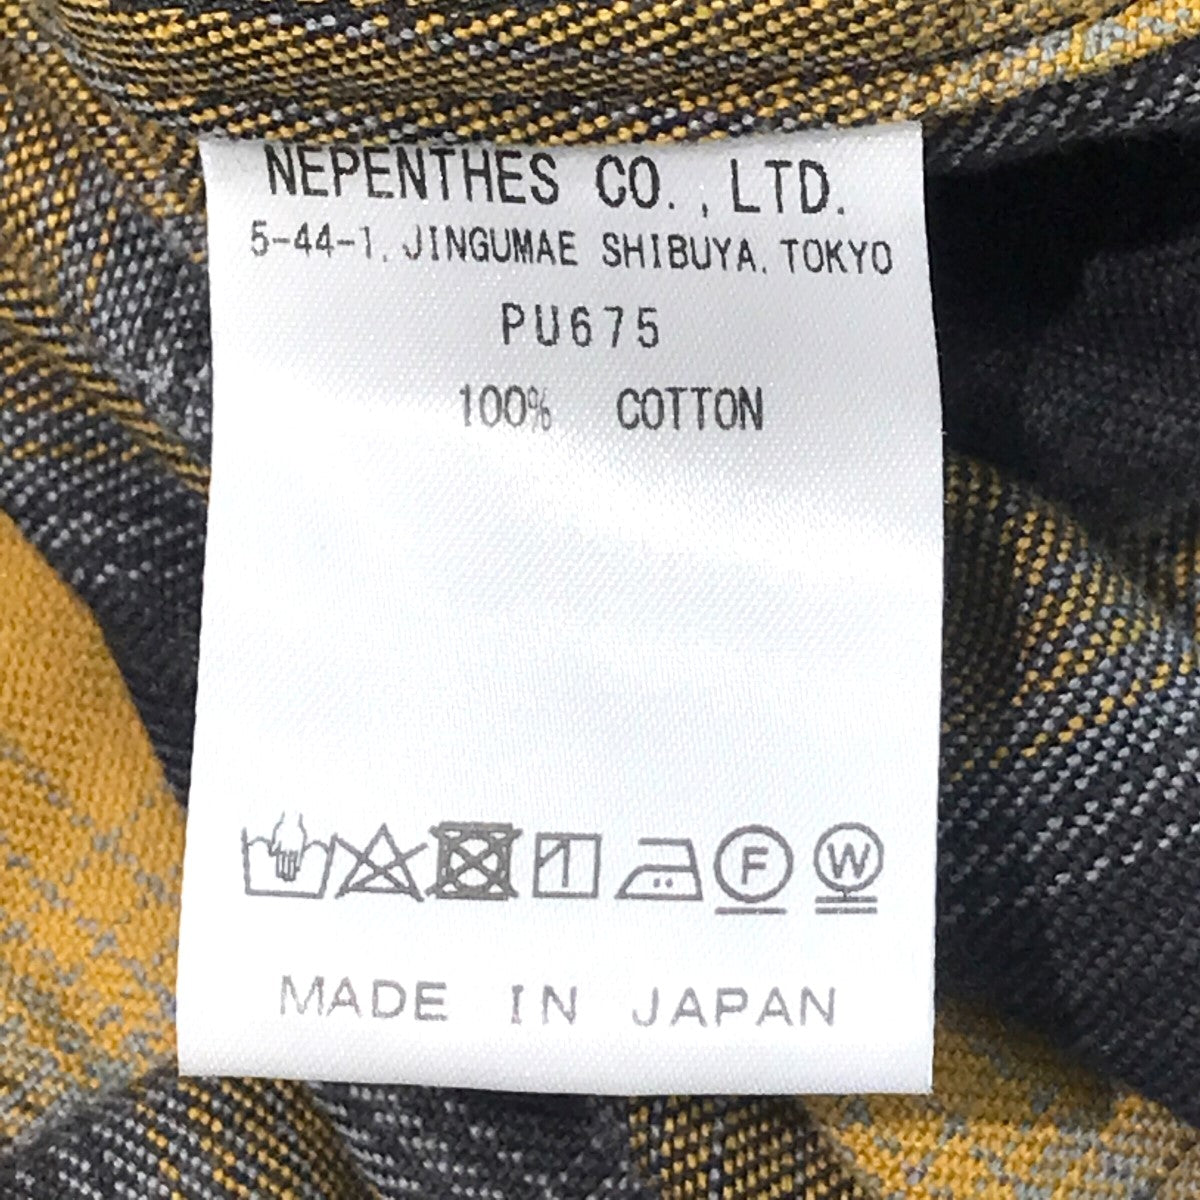 NEPENTHES CO., LTD.
5-44-1, JINGUMAE SHIBUYA, TOKYO
PU675
100% COTTON
F W
MADE IN JAPAN